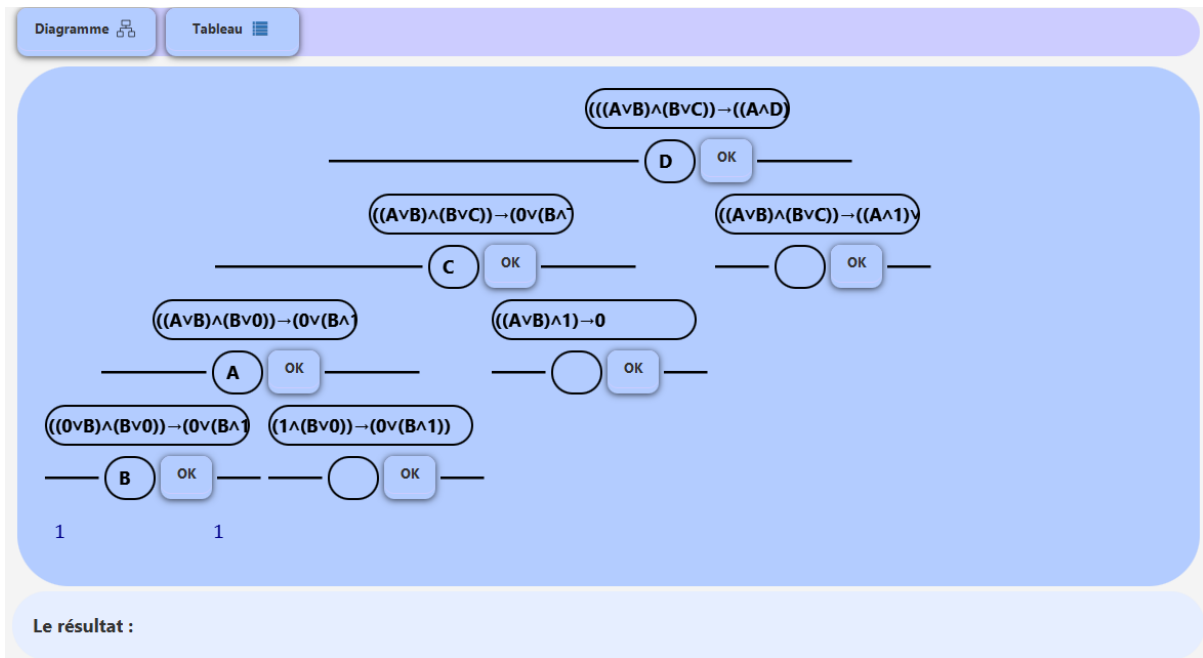 Diagramme Tableau
(((A∨B)∧(B∨C))→((A∧D)
D OK
((A∨B)∧(B∨C))→(0∨(B∧ ((A∨B)∧(B∨C))→((A∧1)∨
C OK OK
((A∨B)∧(B∨0))→(0∨(B∧1 ((A∨B)∧1)→0
A OK OK
((0∨B)∧(B∨0))→(0∨(B∧1 (1∧(B∨0))→(0∨(B∧1))
B OK OK
1 1
Le résultat :